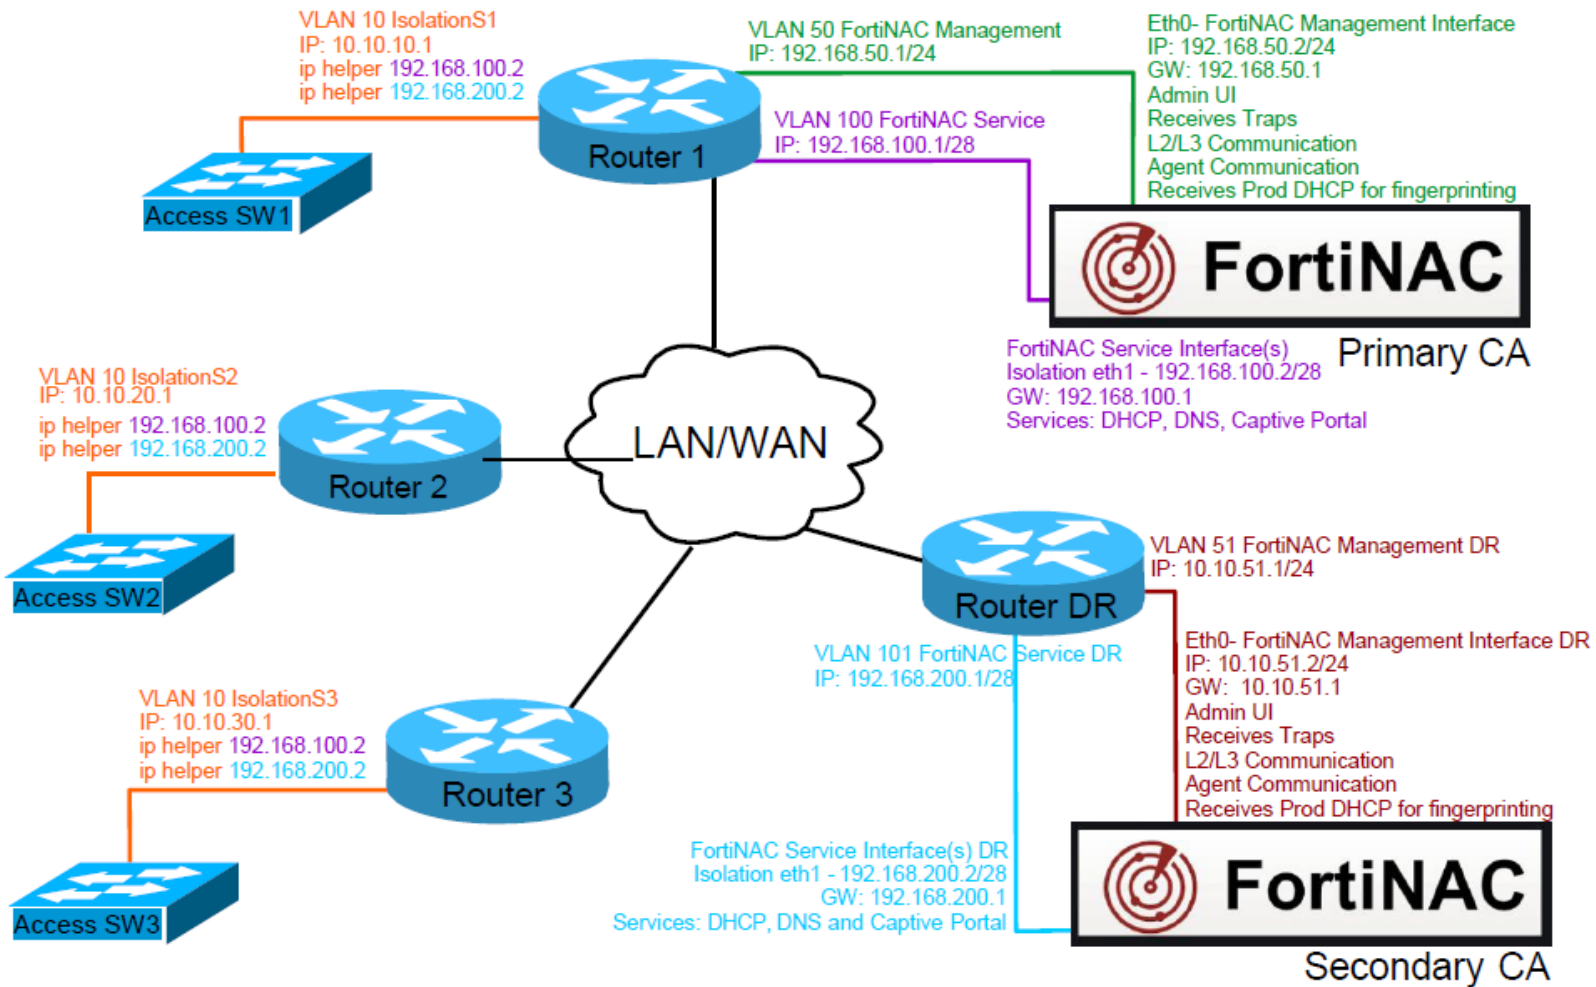 VLAN 10 IsolationS1
IP: 10.10.10.1
ip helper 192.168.100.2
ip helper 192.168.200.2
Access SW1
Router 1
VLAN 50 FortiNAC Management
IP: 192.168.50.1/24
VLAN 100 FortiNAC Service
IP: 192.168.100.1/28
Eth0- FortiNAC Management Interface
IP: 192.168.50.2/24
GW: 192.168.50.1
Admin UI
Receives Traps
L2/L3 Communication
Agent Communication
Receives Prod DHCP for fingerprinting
FortiNAC
Primary CA
FortiNAC Service Interface(s)
Isolation eth1 - 192.168.100.2/28
GW: 192.168.100.1
Services: DHCP, DNS, Captive Portal
VLAN 10 IsolationS2
IP: 10.10.20.1
ip helper 192.168.100.2
ip helper 192.168.200.2
Router 2
Access SW2
LAN/WAN
Router DR
VLAN 51 FortiNAC Management DR
IP: 10.10.51.1/24
VLAN 101 FortiNAC Service DR
IP: 192.168.200.1/28
Eth0- FortiNAC Management Interface DR
IP: 10.10.51.2/24
GW:  10.10.51.1
Admin UI
Receives Traps
L2/L3 Communication
Agent Communication
Receives Prod DHCP for fingerprinting
VLAN 10 IsolationS3
IP: 10.10.30.1
ip helper 192.168.100.2
ip helper 192.168.200.2
Router 3
Access SW3
FortiNAC Service Interface(s) DR
Isolation eth1 - 192.168.200.2/28
GW: 192.168.200.1
Services: DHCP, DNS and Captive Portal
FortiNAC
Secondary CA